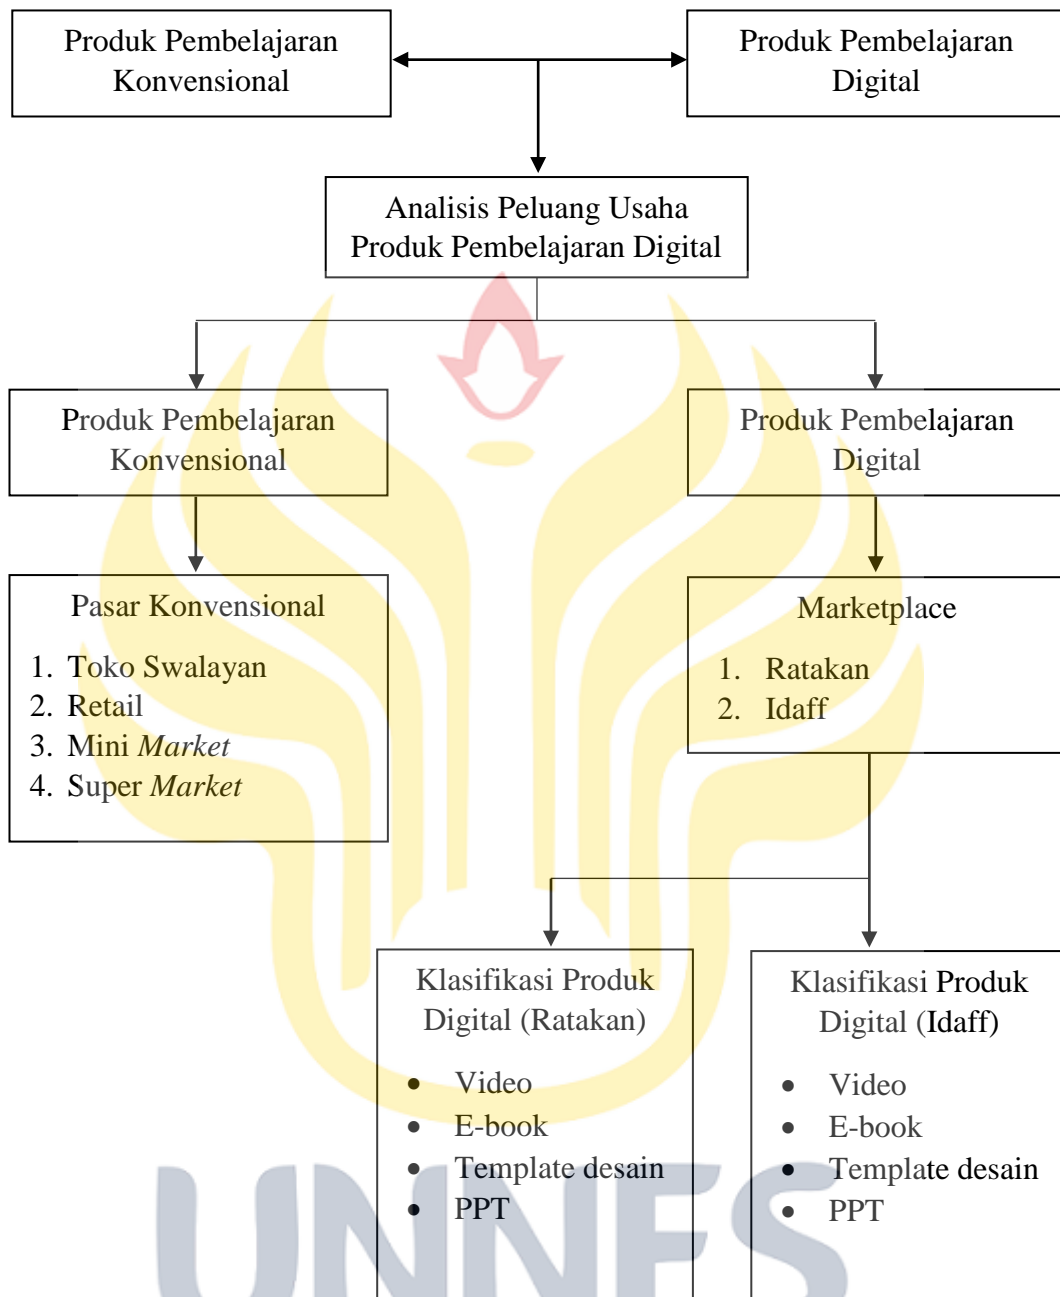 Produk Pembelajaran
Konvensional
Produk Pembelajaran
Digital
Analisis Peluang Usaha
Produk Pembelajaran Digital
Produk Pembelajaran
Konvensional
Produk Pembelajaran
Digital
Pasar Konvensional
1. Toko Swalayan
2. Retail
3. Mini Market
4. Super Market
Marketplace
1. Ratakan
2. Idaff
Klasifikasi Produk
Digital (Ratakan)
• Video
• E-book
• Template desain
• PPT
Klasifikasi Produk
Digital (Idaff)
• Video
• E-book
• Template desain
• PPT
UNNES